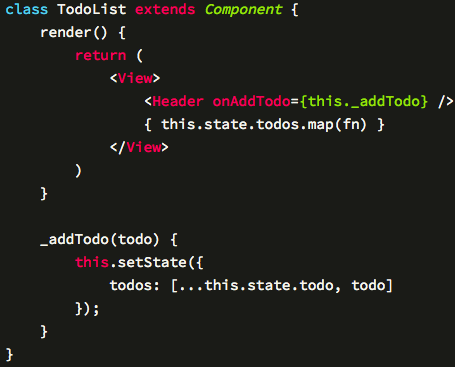 class TodoList extends Component {
    render() {
        return (
            <View>
                <Header onAddTodo={this._addTodo} />
                { this.state.todos.map(fn) }
            </View>
        )
    }

    _addTodo(todo) {
        this.setState({
            todos: [...this.state.todo, todo]
        });
    }
}